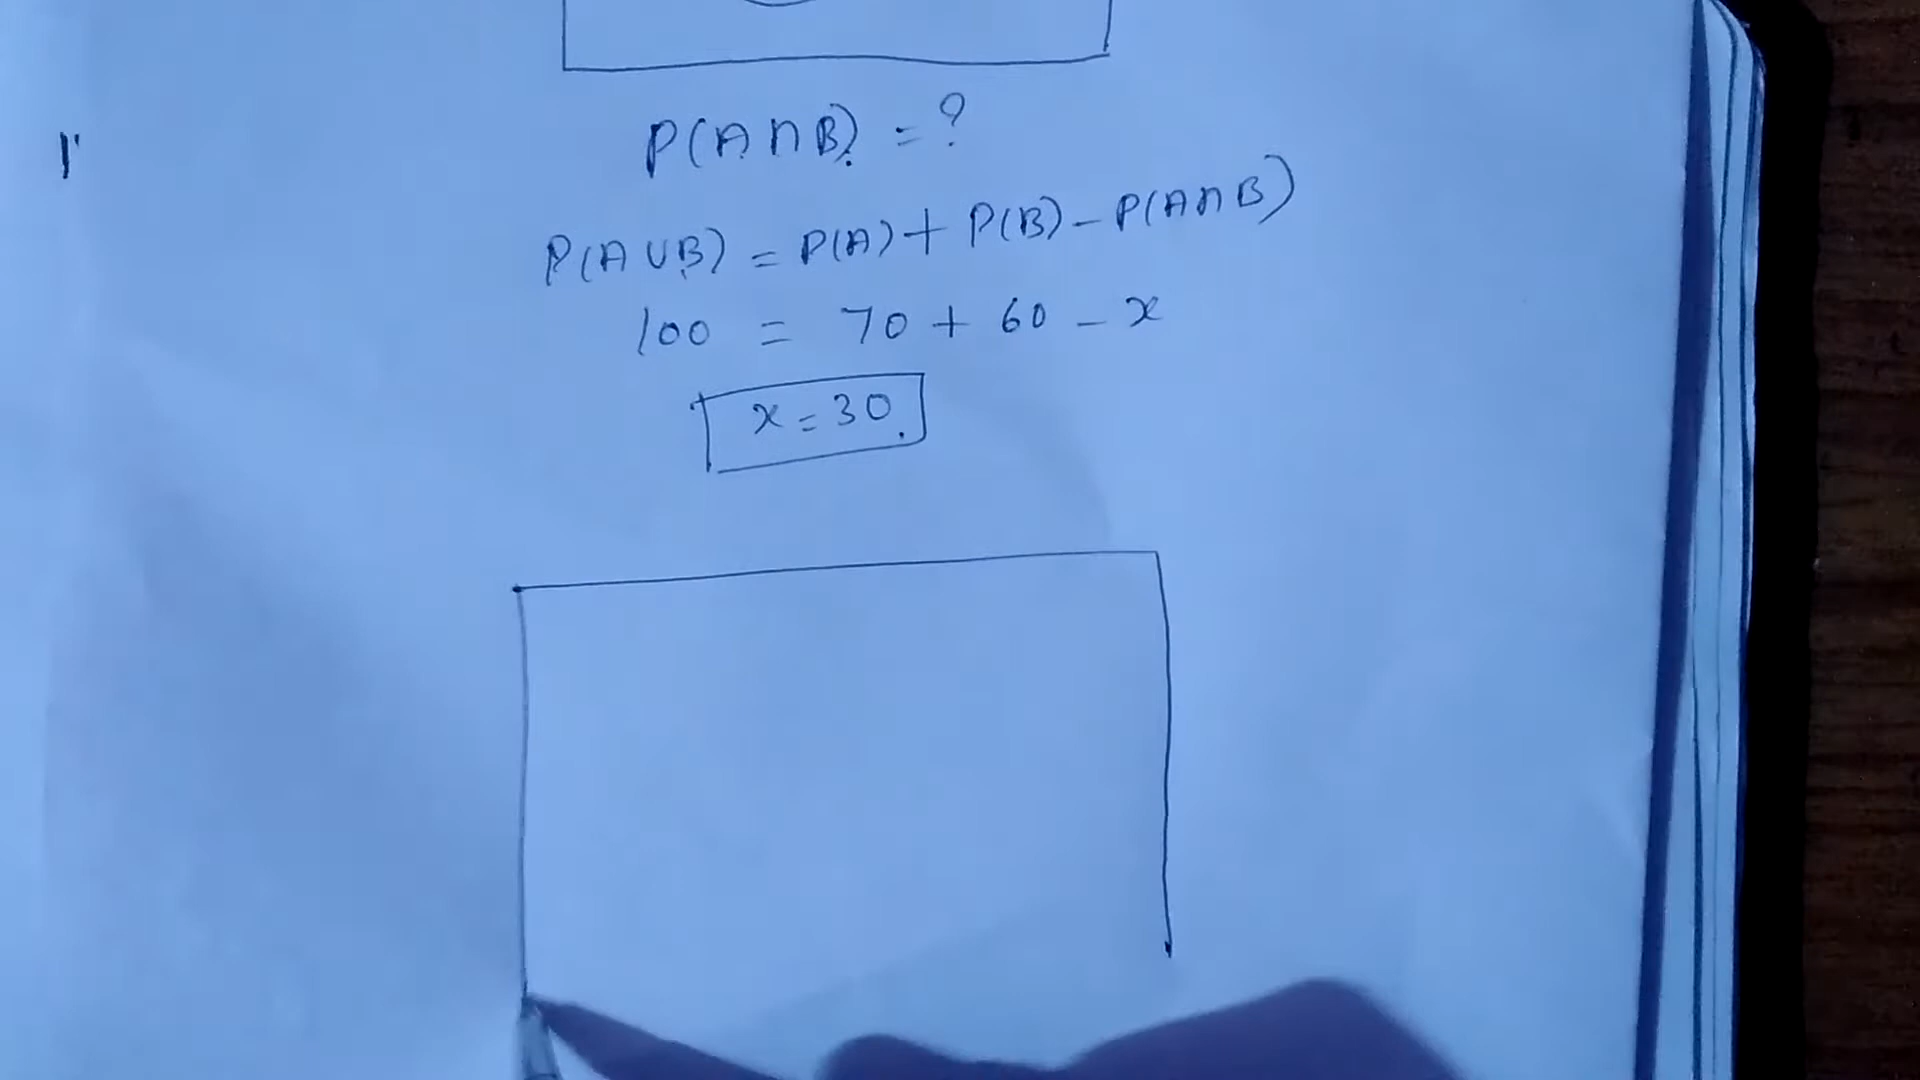 P(A∩B) = ?
P(A∪B) = P(A) + P(B) - P(A∩B)
100 = 70 + 60 - x
x = 30